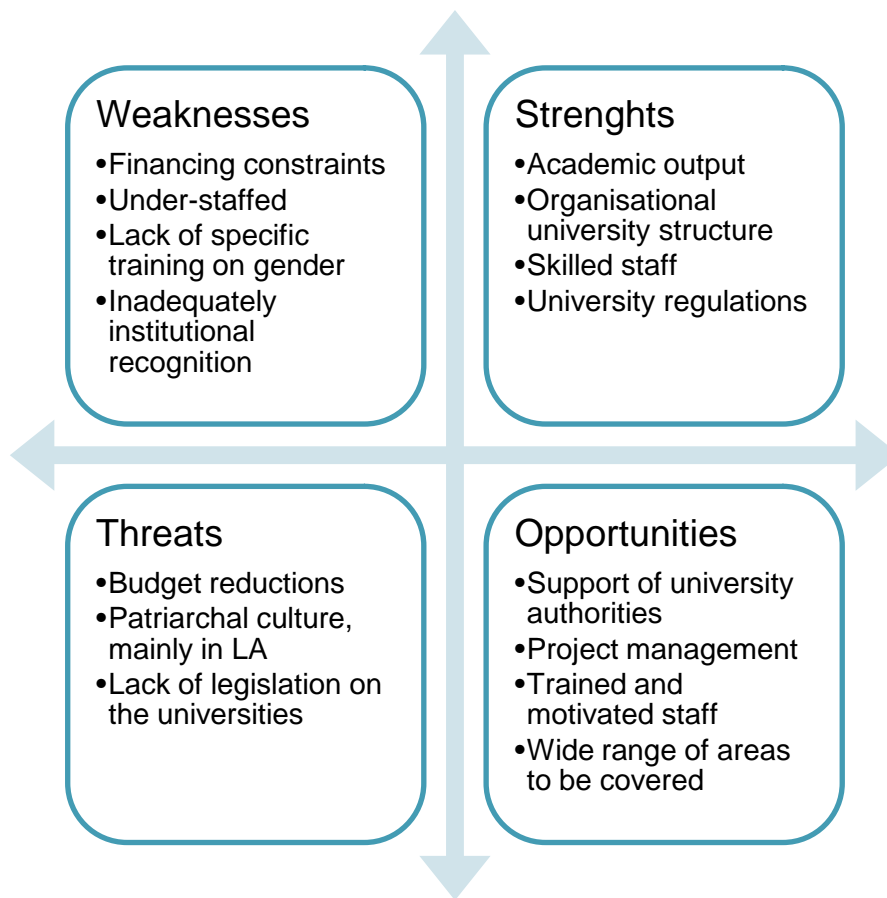 Weaknesses
•Financing constraints
•Under-staffed
•Lack of specific
training on gender
•Inadequately
institutional
recognition
Strenghts
•Academic output
•Organisational
university structure
•Skilled staff
•University regulations
Threats
•Budget reductions
•Patriarchal culture,
mainly in LA
•Lack of legislation on
the universities
Opportunities
•Support of university
authorities
•Project management
•Trained and
motivated staff
•Wide range of areas
to be covered